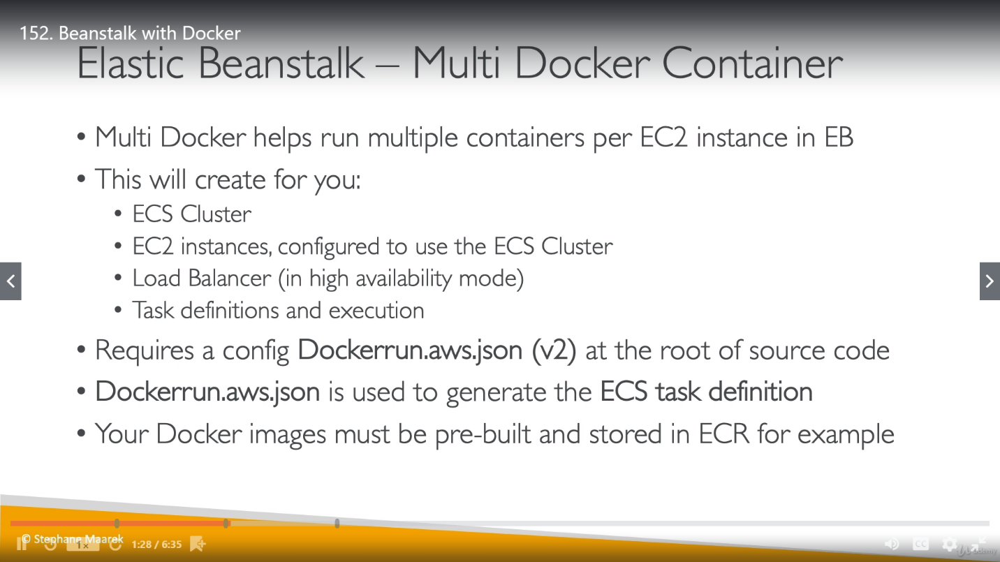 152. Beanstalk with Docker
Elastic Beanstalk – Multi Docker Container
• Multi Docker helps run multiple containers per EC2 instance in EB
• This will create for you:
• ECS Cluster
• EC2 instances, configured to use the ECS Cluster
• Load Balancer (in high availability mode)
• Task definitions and execution
• Requires a config Dockerrun.aws.json (v2) at the root of source code
• Dockerrun.aws.json is used to generate the ECS task definition
• Your Docker images must be pre-built and stored in ECR for example
© Stephane Maarek
1x
1:28 / 6:35
CC
Udemy